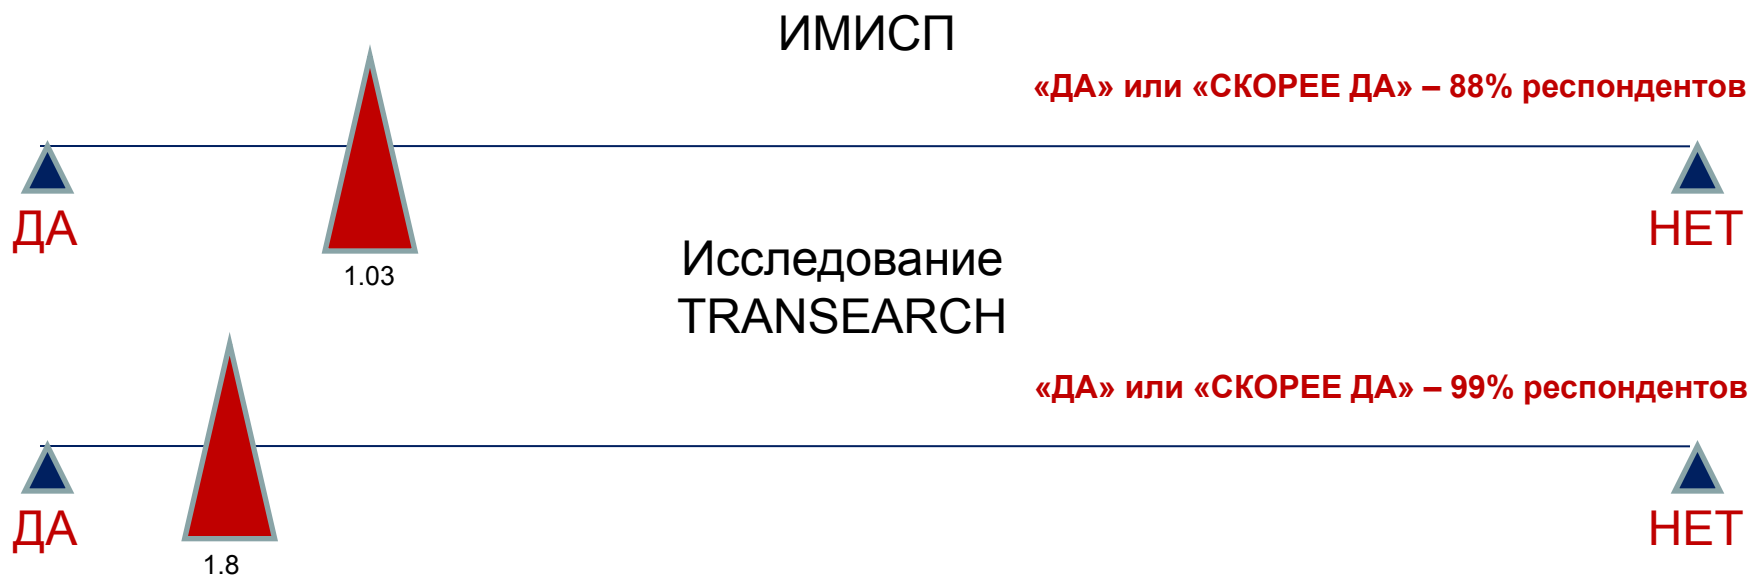 ИМИСП
«ДА» или «СКОРЕЕ ДА» – 88% респондентов
ДА
НЕТ
1.03
Исследование
TRANSEARCH
«ДА» или «СКОРЕЕ ДА» – 99% респондентов
ДА
НЕТ
1.8